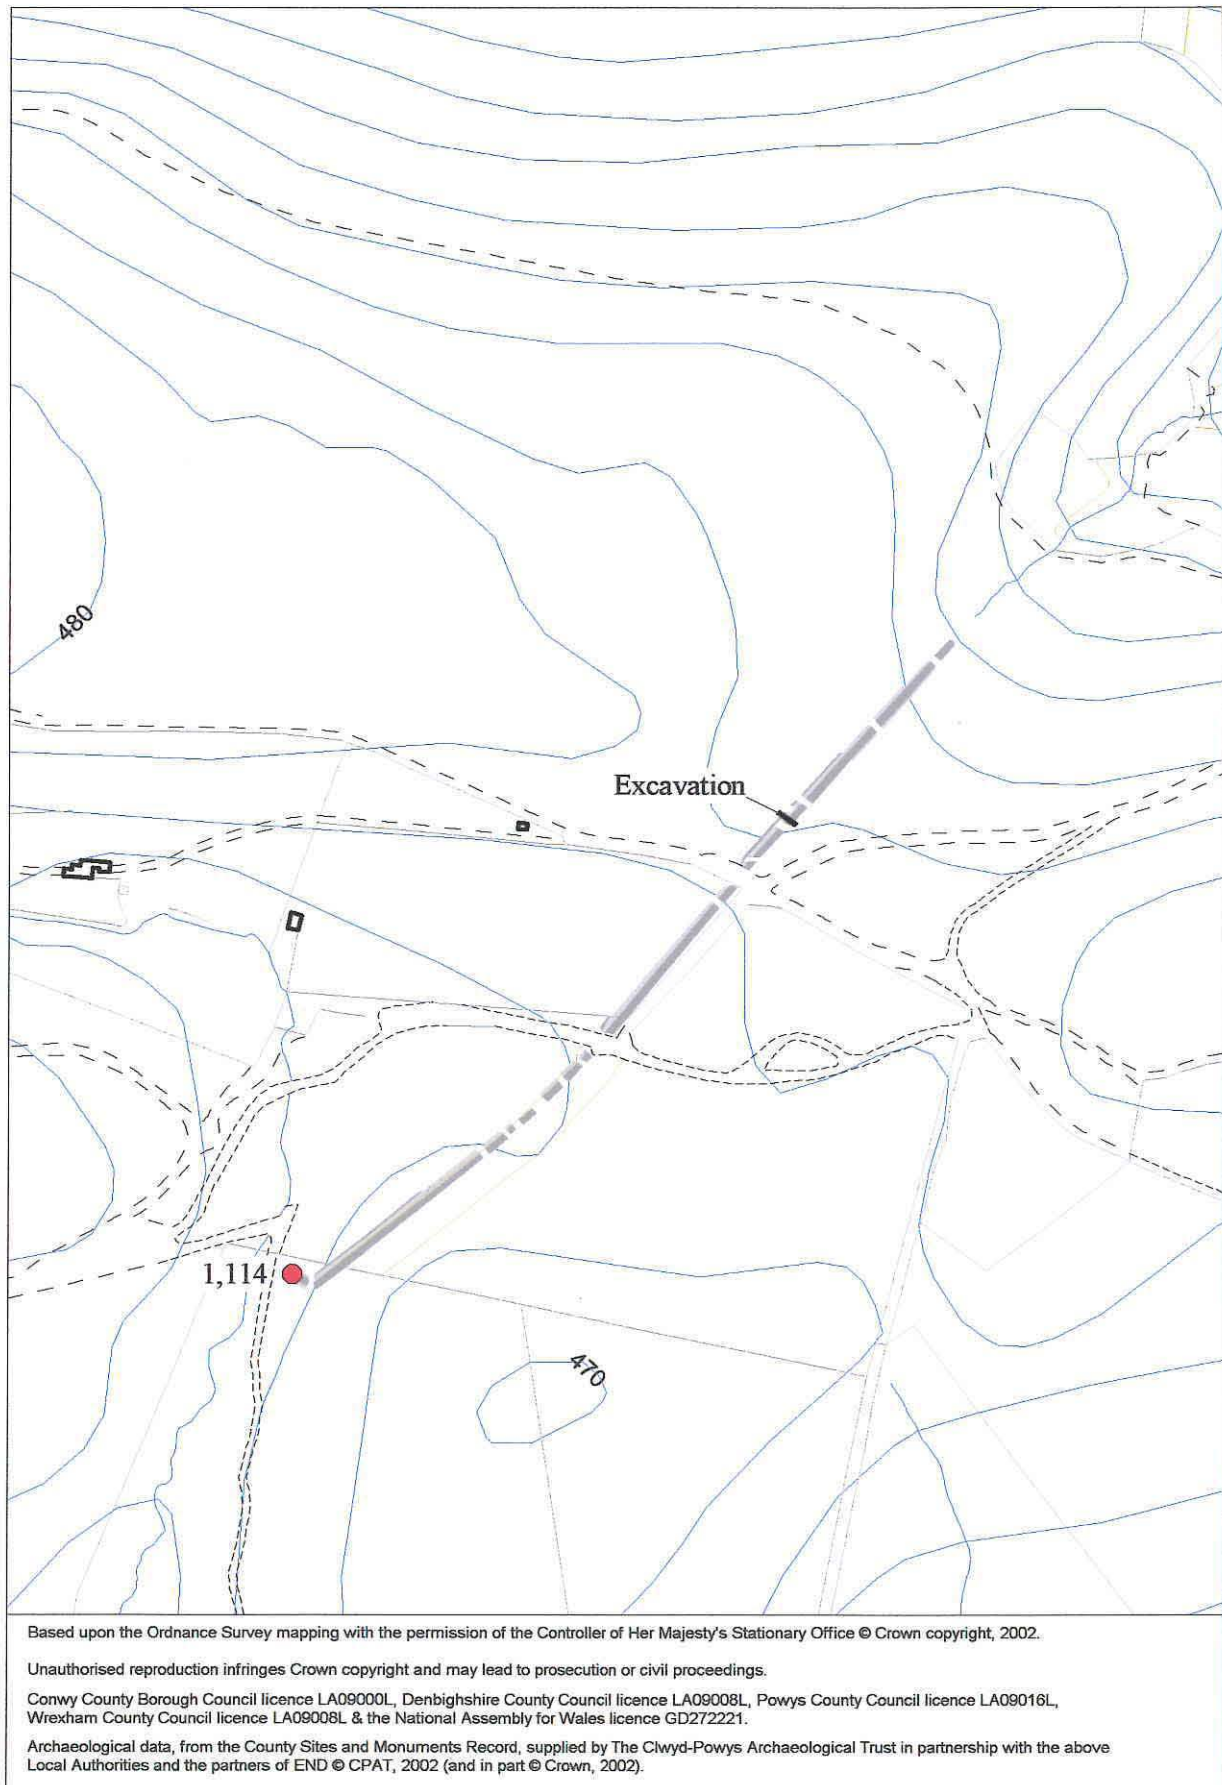 480
Excavation
1,114
470
Based upon the Ordnance Survey mapping with the permission of the Controller of Her Majesty's Stationary Office © Crown copyright, 2002.
Unauthorised reproduction infringes Crown copyright and may lead to prosecution or civil proceedings.
Conwy County Borough Council licence LA09000L, Denbighshire County Council licence LA09008L, Powys County Council licence LA09016L,
Wrexham County Council licence LA09008L & the National Assembly for Wales licence GD272221.
Archaeological data, from the County Sites and Monuments Record, supplied by The Clwyd-Powys Archaeological Trust in partnership with the above
Local Authorities and the partners of END © CPAT, 2002 (and in part © Crown, 2002).